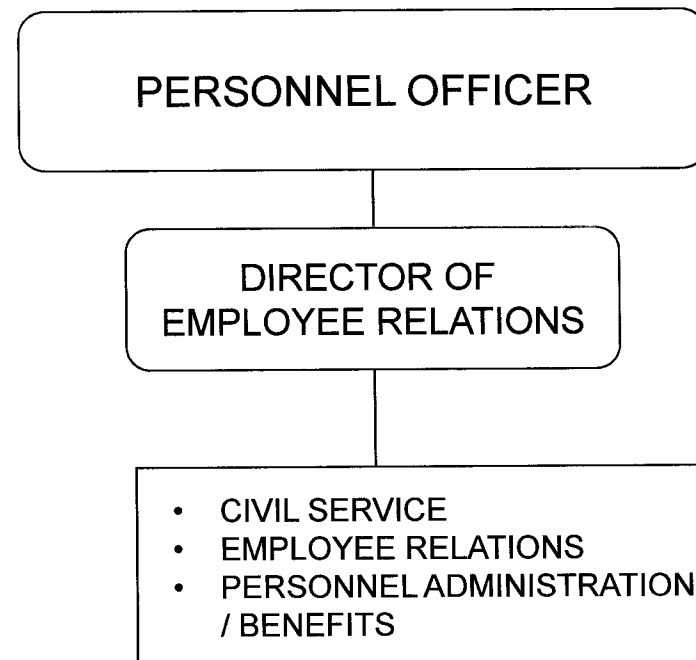 PERSONNEL OFFICER
DIRECTOR OF
EMPLOYEE RELATIONS
• CIVIL SERVICE
• EMPLOYEE RELATIONS
• PERSONNEL ADMINISTRATION
/ BENEFITS